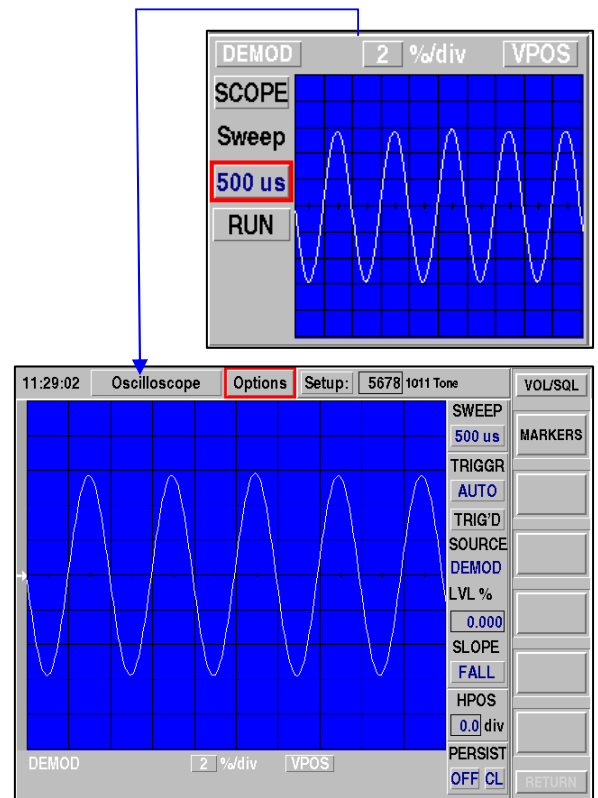 DEMOD 2 %/div VPOS
SCOPE
Sweep
500 us
RUN
11:29:02 Oscilloscope Options Setup: 5678 1011 Tone VOL/SQL
SWEEP
500 us MARKERS
TRIGGR
AUTO
TRIG'D
SOURCE
DEMOD
LVL %
0.000
SLOPE
FALL
HPOS
0.0 div
PERSIST
DEMOD 2 %/div VPOS
OFF CL RETURN